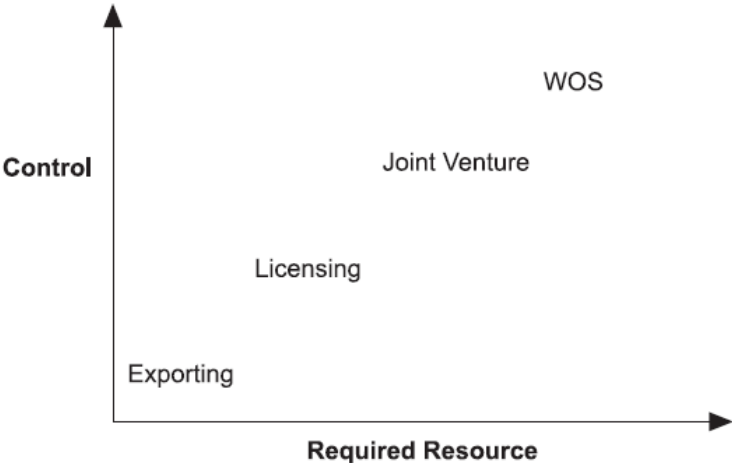 WOS
Joint Venture
Control
Licensing
Exporting
Required Resource